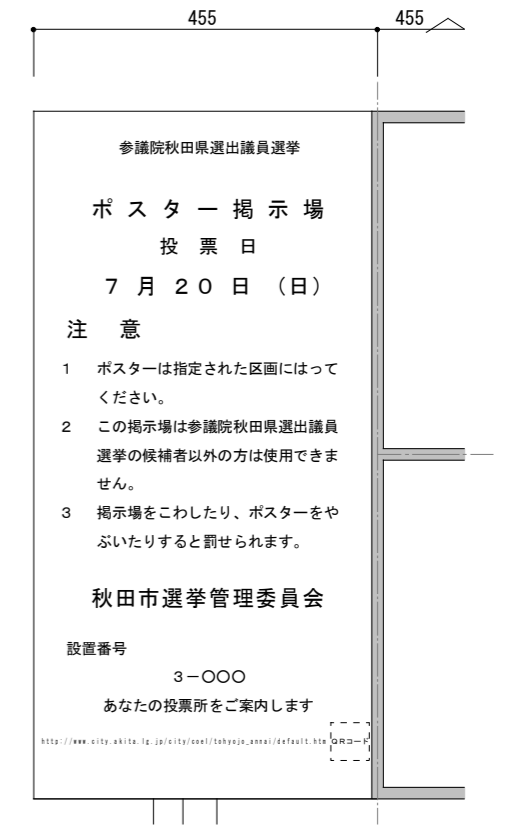 455
455
参議院秋田県選出議員選挙
ポスター掲示場
投票日
7月20日（日）
注意
1 ポスターは指定された区画にはって
ください。
2 この掲示場は参議院秋田県選出議員
選挙の候補者以外の方は使用できま
せん。
3 掲示場をこわしたり、ポスターをや
ぶいたりすると罰せられます。
秋田市選挙管理委員会
設置番号
3－〇〇〇
あなたの投票所をご案内します
http://www.city.akita.lg.jp/city/coel/tohyojo_annai/default.htm QRコード